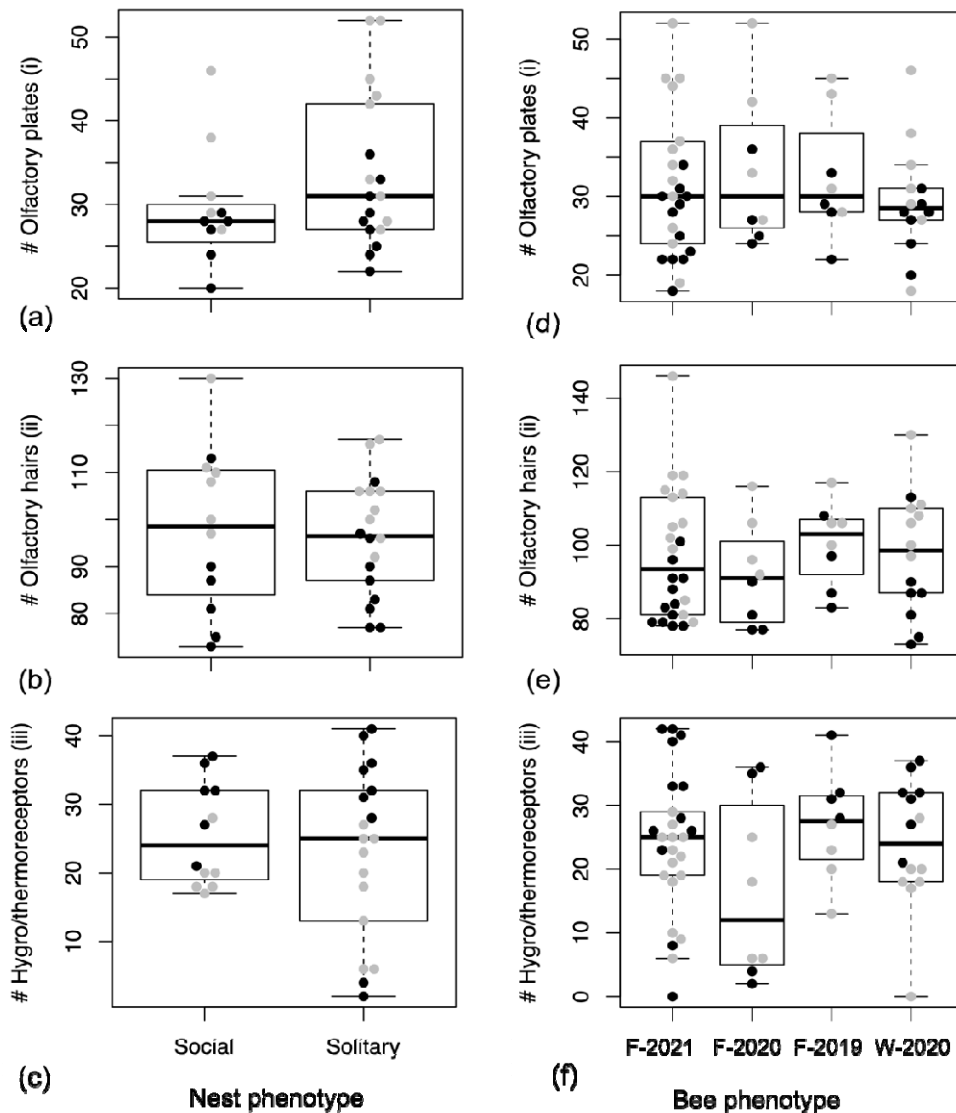 # Olfactory plates (i)
50
40
30
20
(a)
# Olfactory plates (i)
50
40
30
20
(d)
# Olfactory hairs (ii)
130
110
90
80
(b)
# Olfactory hairs (ii)
140
120
100
80
(e)
# Hygro/thermoreceptors (iii)
40
30
20
10
Social
Solitary
(c)
Nest phenotype
# Hygro/thermoreceptors (iii)
40
30
20
10
0
F-2021
F-2020
F-2019
W-2020
(f)
Bee phenotype